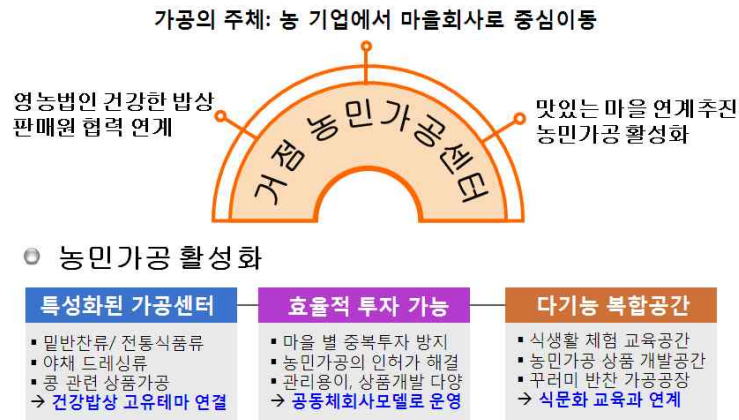 가공의 주체: 농 기업에서 마을회사로 중심이동
영농법인 건강한 밥상
판매원 협력 연계
거점 농민가공센터
맛있는 마을 연계추진
농민가공 활성화
농민가공 활성화
특성화된 가공센터
▪ 밑반찬류/ 전통식품류
▪ 야채 드레싱류
▪ 콩 관련 상품가공
→ 건강밥상 고유테마 연결
효율적 투자 가능
▪ 마을 별 중복투자 방지
▪ 농민가공의 인허가 해결
▪ 관리용이, 상품개발 다양
→ 공동체회사모델로 운영
다기능 복합공간
▪ 식생활 체험 교육공간
▪ 농민가공 상품 개발공간
▪ 꾸러미 반찬 가공공장
→ 식문화 교육과 연계